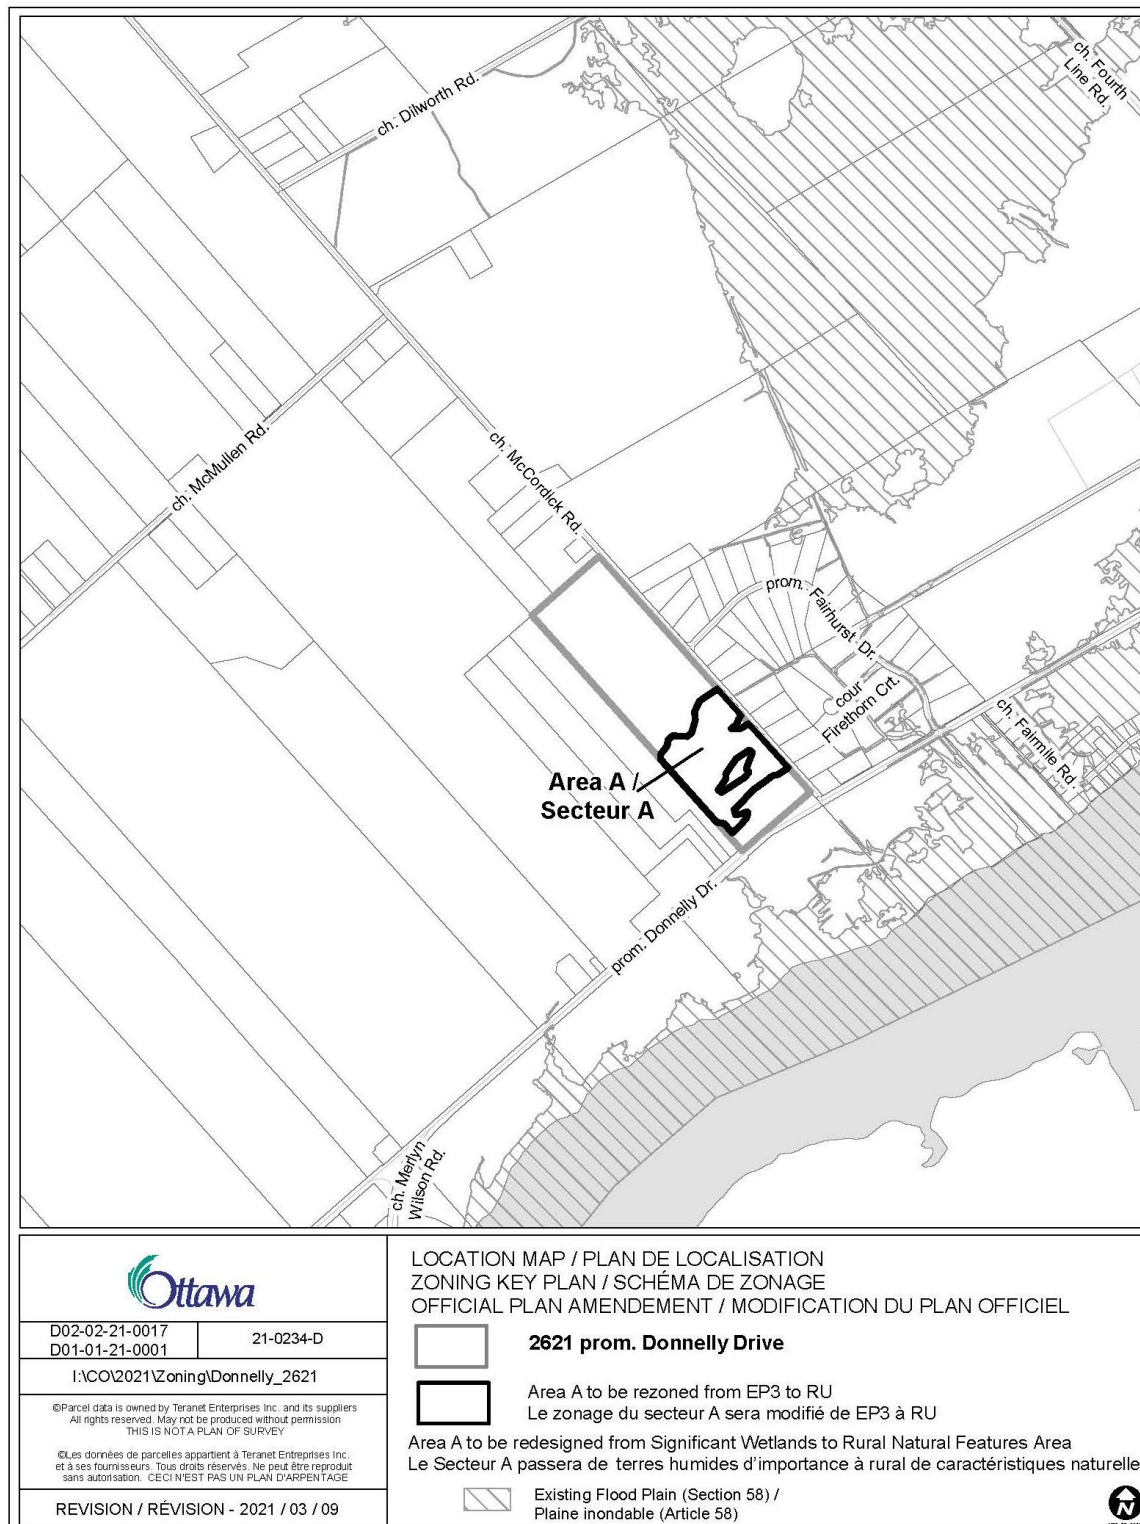 ch. Dilworth Rd.
ch. Fourth
Line Rd.
ch. McMullen Rd.
ch. McCordick Rd.
prom. Fairhurst Dr.
cour
Firethorn Crt.
ch. Fairmile Rd.
Area A /
Secteur A
prom. Donnelly Dr.
ch. Merlyn
Wilson Rd.
Ottawa
D02-02-21-0017
D01-01-21-0001
21-0234-D
I:\CO\2021\Zoning\Donnelly_2621
©Parcel data is owned by Teranet Enterprises Inc. and its suppliers
All rights reserved. May not be produced without permission
THIS IS NOT A PLAN OF SURVEY
©Les données de parcelles appartient à Teranet Entreprises Inc.
et à ses fournisseurs. Tous droits réservés. Ne peut être reproduit
sans autorisation. CECI N'EST PAS UN PLAN D'ARPENTAGE
REVISION / RÉVISION - 2021 / 03 / 09
LOCATION MAP / PLAN DE LOCALISATION
ZONING KEY PLAN / SCHÉMA DE ZONAGE
OFFICIAL PLAN AMENDEMENT / MODIFICATION DU PLAN OFFICIEL
2621 prom. Donnelly Drive
Area A to be rezoned from EP3 to RU
Le zonage du secteur A sera modifié de EP3 à RU
Area A to be redesigned from Significant Wetlands to Rural Natural Features Area
Le Secteur A passera de terres humides d'importance à rural de caractéristiques naturelle
Existing Flood Plain (Section 58) /
Plaine inondable (Article 58)
N